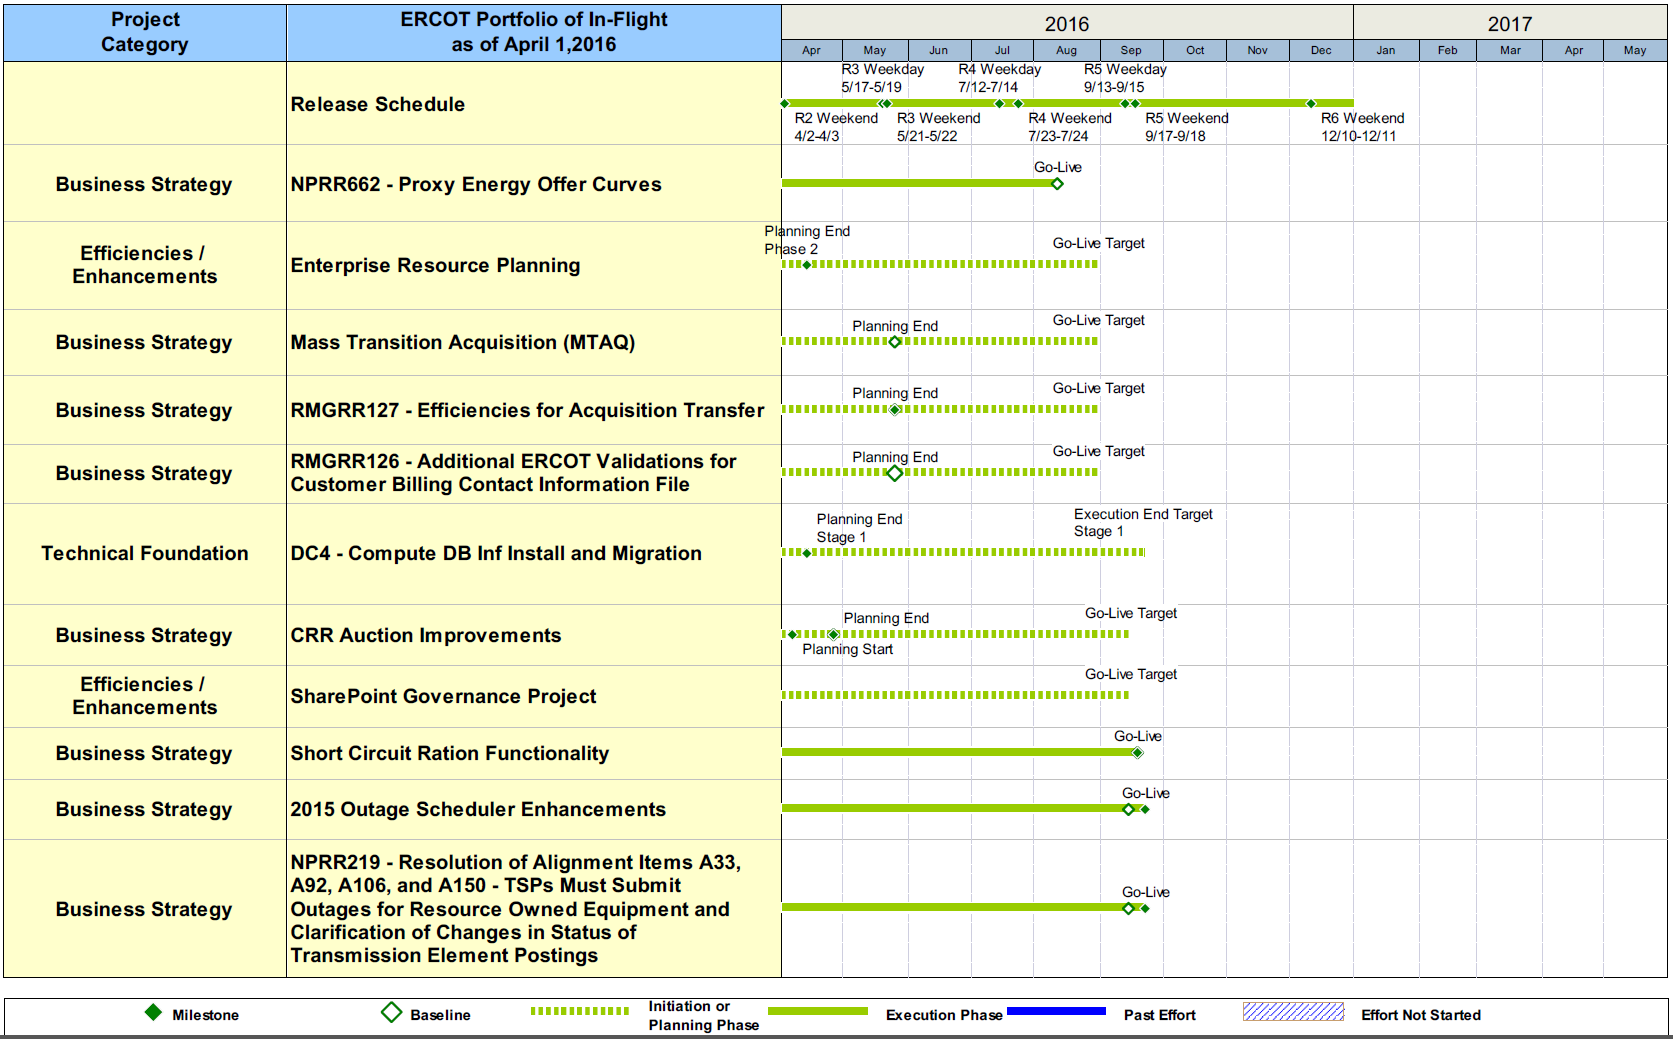 Project
Category
ERCOT Portfolio of In-Flight
as of April 1,2016
2016
2017
Apr
May
Jun
Jul
Aug
Sep
Oct
Nov
Dec
Jan
Feb
Mar
Apr
May
Release Schedule
R3 Weekday
5/17-5/19
R4 Weekday
7/12-7/14
R5 Weekday
9/13-9/15
R2 Weekend
4/2-4/3
R3 Weekend
5/21-5/22
R4 Weekend
7/23-7/24
R5 Weekend
9/17-9/18
R6 Weekend
12/10-12/11
Business Strategy
NPRR662 - Proxy Energy Offer Curves
Go-Live
Efficiencies /
Enhancements
Enterprise Resource Planning
Planning End
Phase 2
Go-Live Target
Business Strategy
Mass Transition Acquisition (MTAQ)
Planning End
Go-Live Target
Business Strategy
RMGRR127 - Efficiencies for Acquisition Transfer
Planning End
Go-Live Target
Business Strategy
RMGRR126 - Additional ERCOT Validations for
Customer Billing Contact Information File
Planning End
Go-Live Target
Technical Foundation
DC4 - Compute DB Inf Install and Migration
Planning End
Stage 1
Execution End Target
Stage 1
Business Strategy
CRR Auction Improvements
Planning End
Planning Start
Go-Live Target
Efficiencies /
Enhancements
SharePoint Governance Project
Go-Live Target
Business Strategy
Short Circuit Ration Functionality
Go-Live
Business Strategy
2015 Outage Scheduler Enhancements
Go-Live
Business Strategy
NPRR219 - Resolution of Alignment Items A33,
A92, A106, and A150 - TSPs Must Submit
Outages for Resource Owned Equipment and
Clarification of Changes in Status of
Transmission Element Postings
Go-Live
Milestone
Baseline
Initiation or
Planning Phase
Execution Phase
Past Effort
Effort Not Started